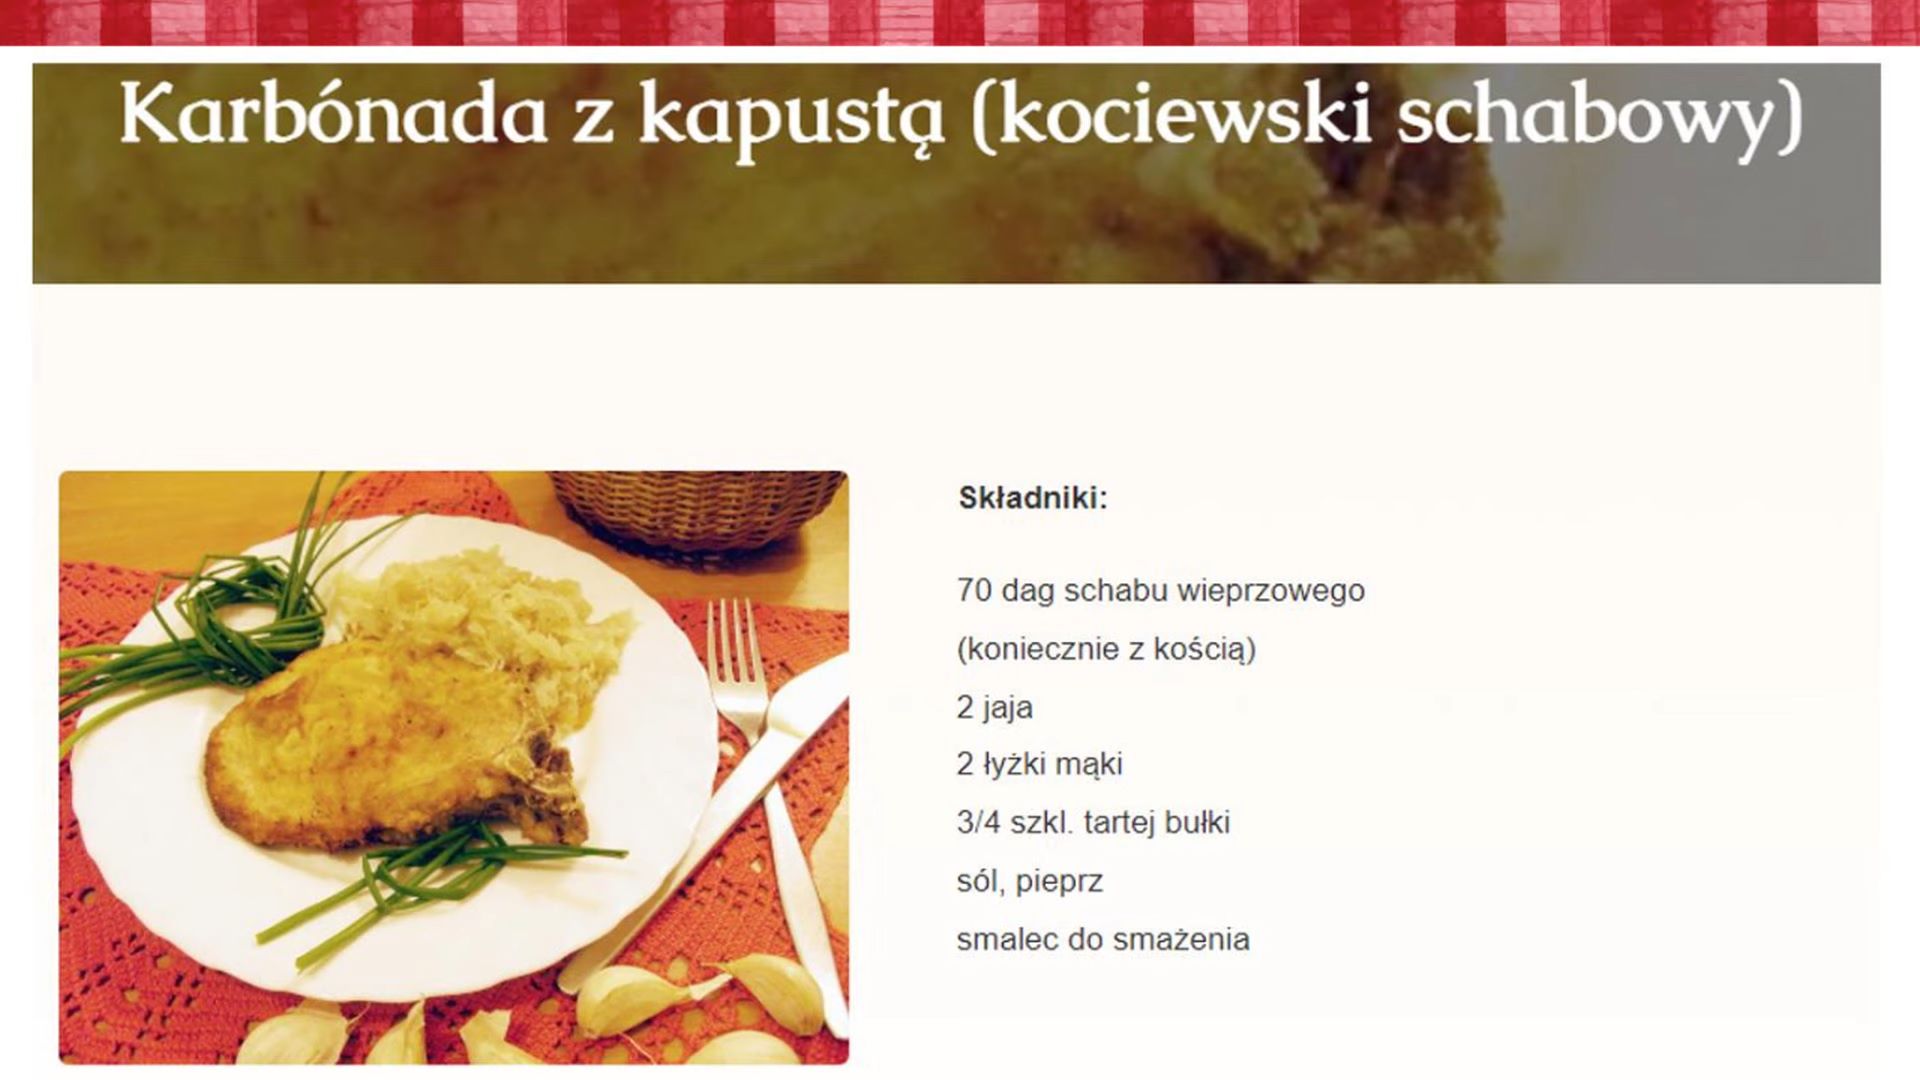 Karbónada z kapustą (kociewski schabowy)
Składniki:
70 dag schabu wieprzowego
(koniecznie z kością)
2 jaja
2 łyżki mąki
3/4 szkl. tartej bułki
sól, pieprz
smalec do smażenia